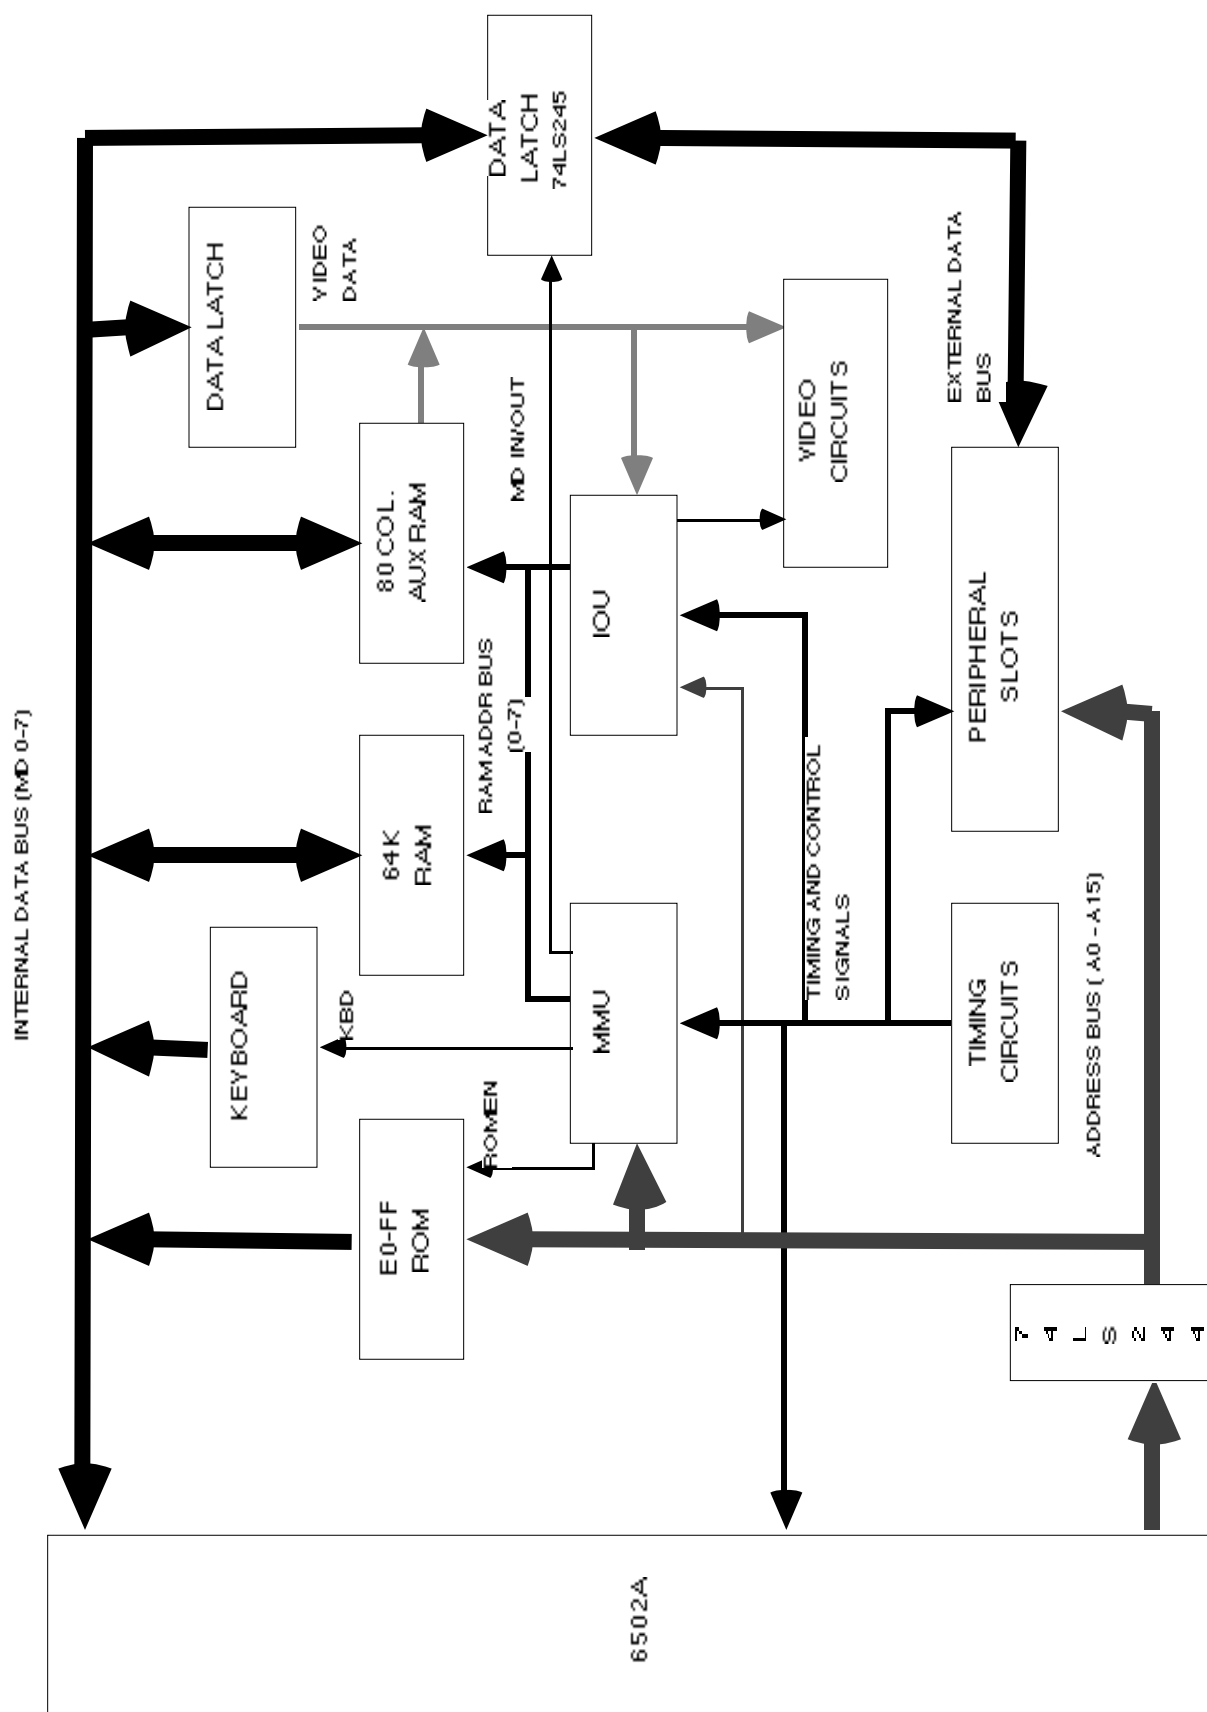 INTERNAL DATA BUS (MD 0-7)
DATA
LATCH
74LS245
DATA LATCH
VIDEO
DATA
EXTERNAL DATA
BUS
80 COL.
AUX RAM
MD IN/OUT
VIDEO
CIRCUITS
IOU
PERIPHERAL
SLOTS
RAM ADDR BUS
(0-7)
64K
RAM
TIMING AND CONTROL
SIGNALS
KEYBOARD
KBD
MMU
TIMING
CIRCUITS
ADDRESS BUS ( A0 - A15)
ROMEN
E0-FF
ROM
74LS244
6502A